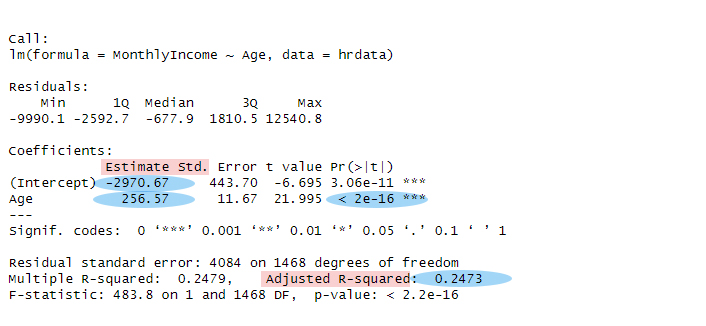 Call:
lm(formula = MonthlyIncome ~ Age, data = hrdata)
Residuals:
Min 1Q Median 3Q Max
-9990.1 -2592.7 -677.9 1810.5 12540.8
Coefficients:
Estimate Std. Error t value Pr(>|t|)
(Intercept) -2970.67 443.70 -6.695 3.06e-11 ***
Age 256.57 11.67 21.995 < 2e-16 ***
---
Signif. codes: 0 ‘***’ 0.001 ‘**’ 0.01 ‘*’ 0.05 ‘.’ 0.1 ‘ ’ 1
Residual standard error: 4084 on 1468 degrees of freedom
Multiple R-squared: 0.2479, Adjusted R-squared: 0.2473
F-statistic: 483.8 on 1 and 1468 DF, p-value: < 2.2e-16